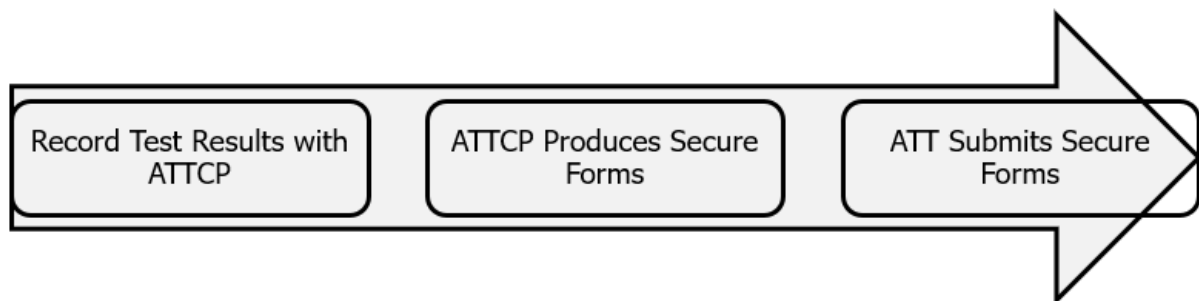 Record Test Results with
ATTCP
ATTCP Produces Secure
Forms
ATT Submits Secure
Forms